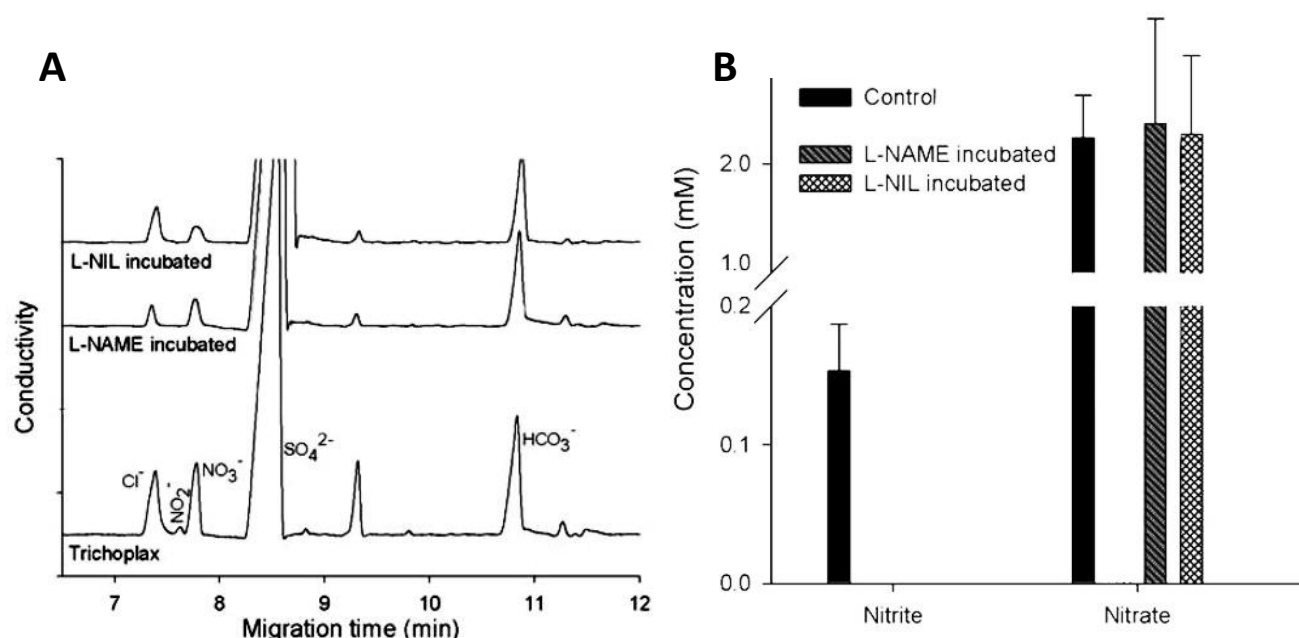 A
Conductivity
L-NIL incubated
L-NAME incubated
Cl⁻
NO₂⁻
NO₃⁻
SO₄²⁻
HCO₃⁻
Trichoplax
7 8 9 10 11 12
Migration time (min)
B
Control
L-NAME incubated
L-NIL incubated
Concentration (mM)
2.0
1.0
0.2
0.1
0.0
Nitrite Nitrate